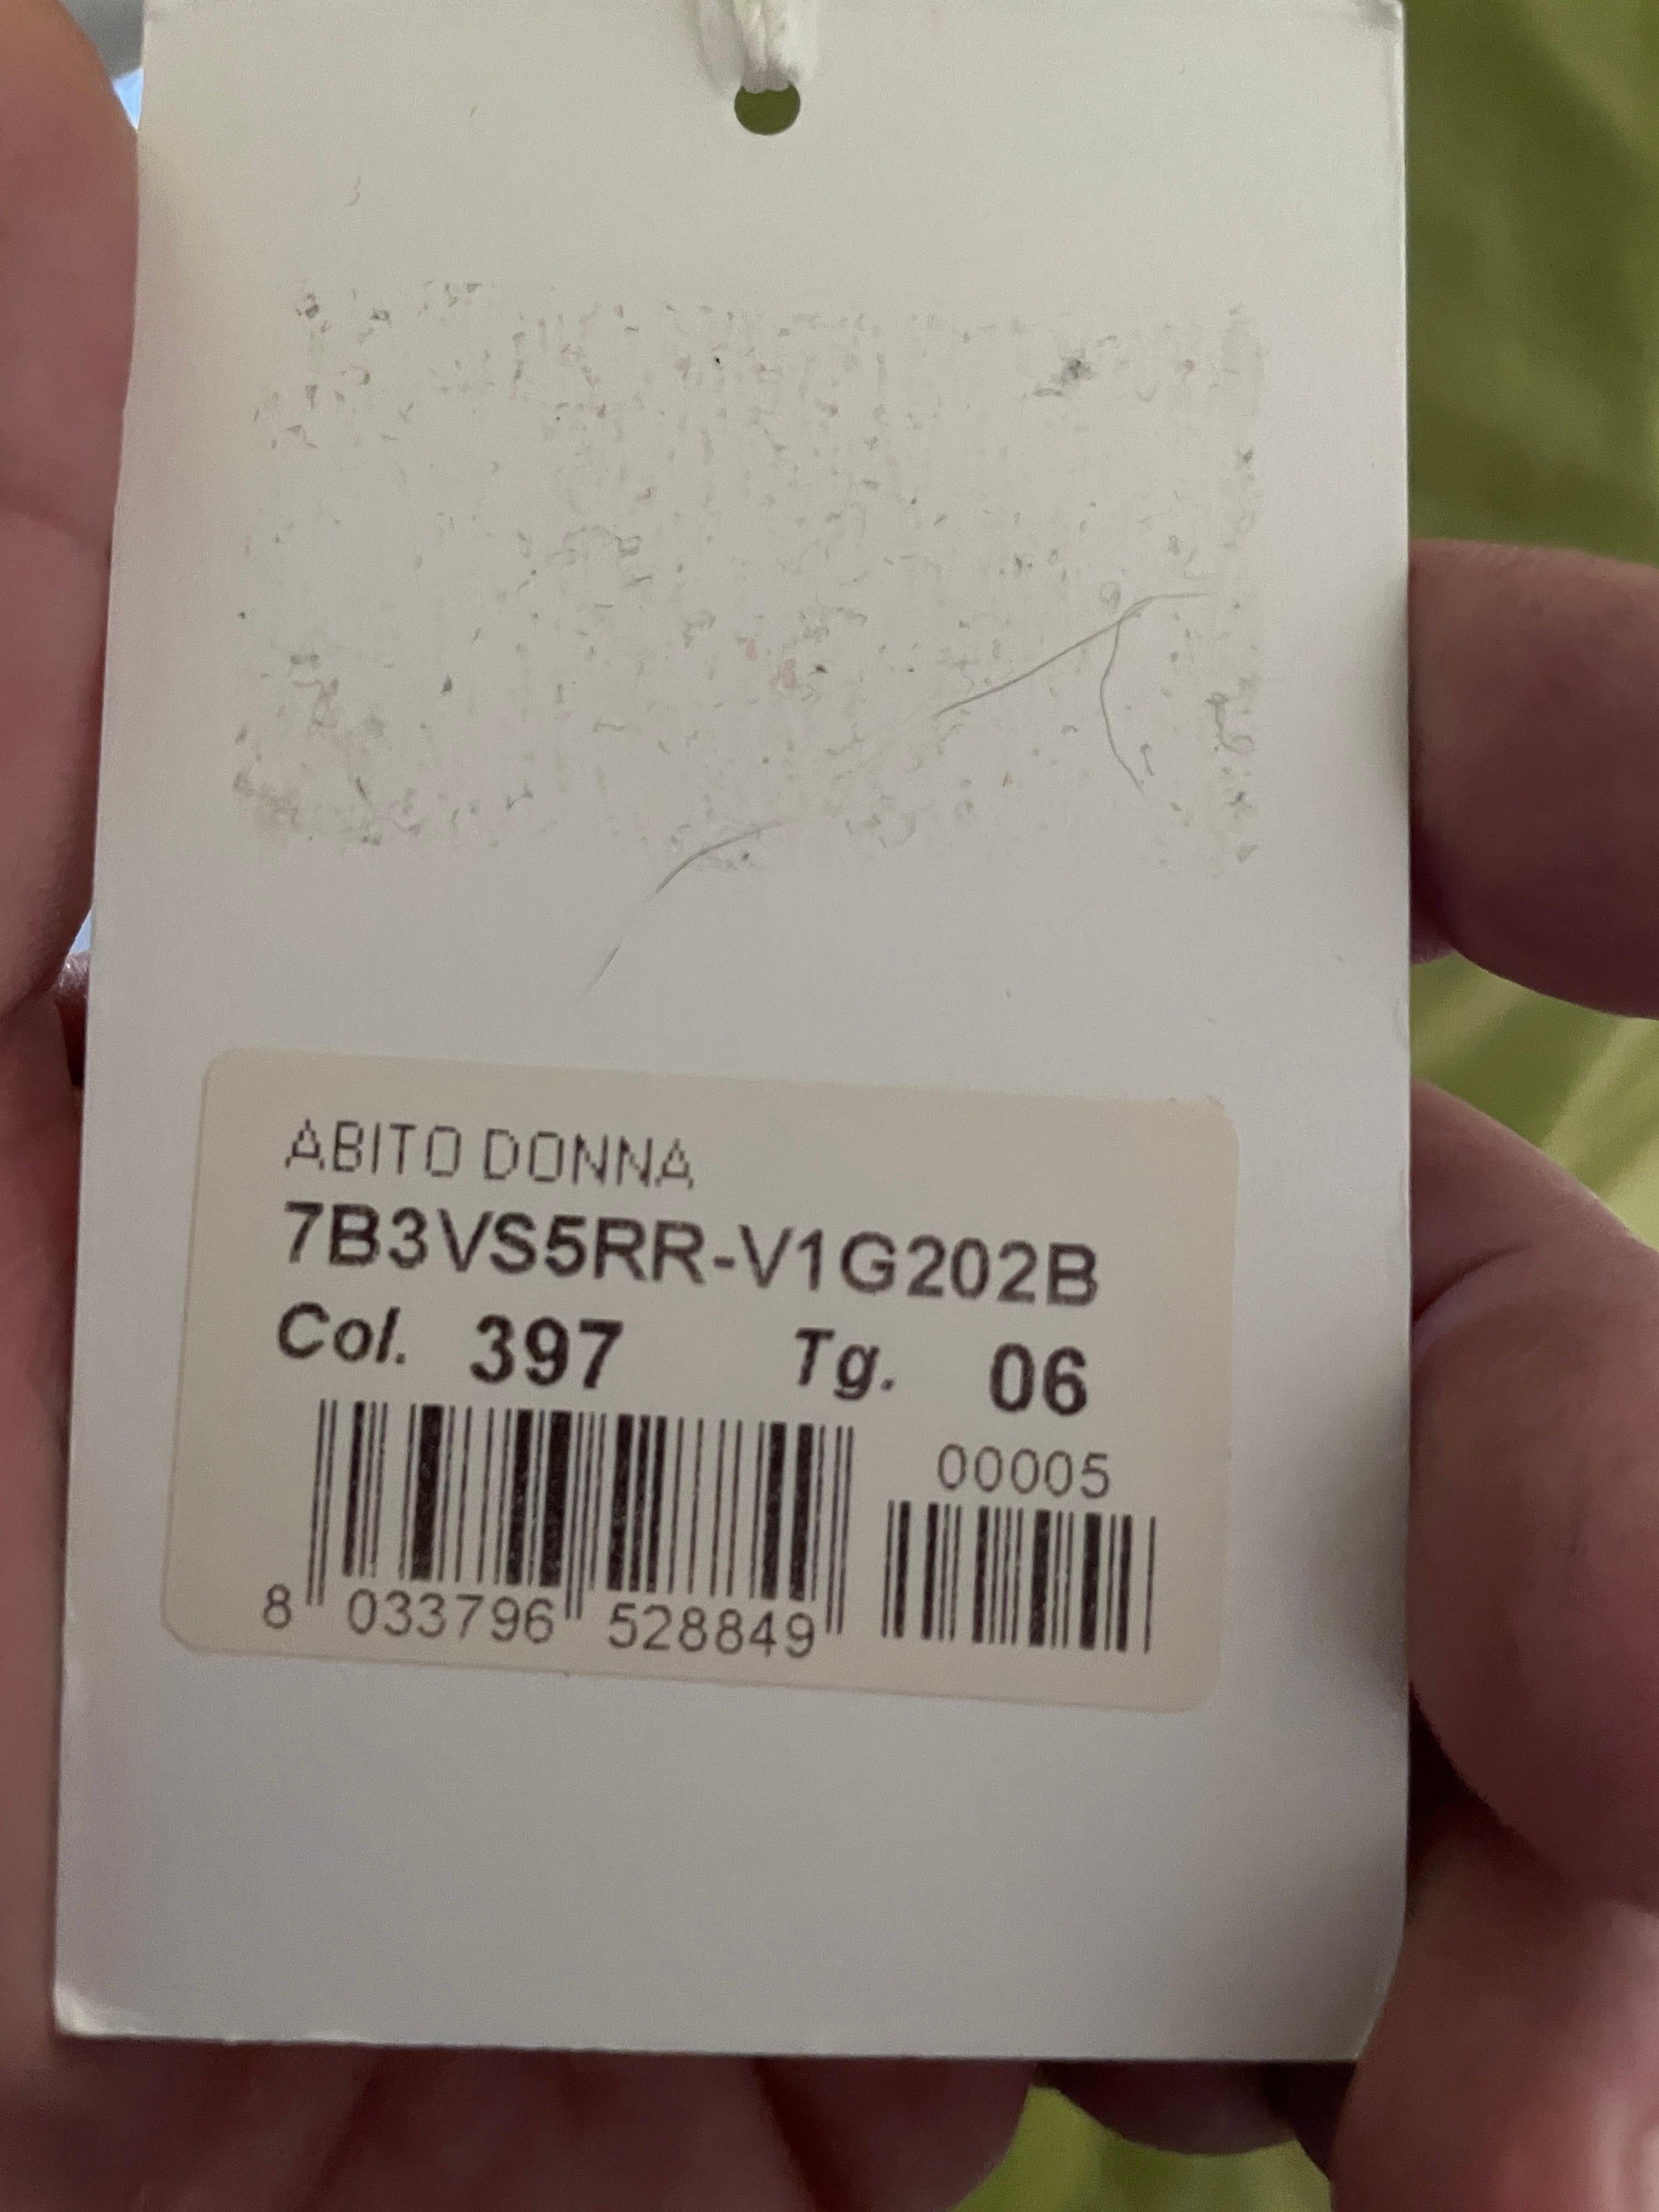 ABITO DONNA
7B3VS5RR-V1G202B
Col. 397 Tg. 06
00005
8 033796 528849